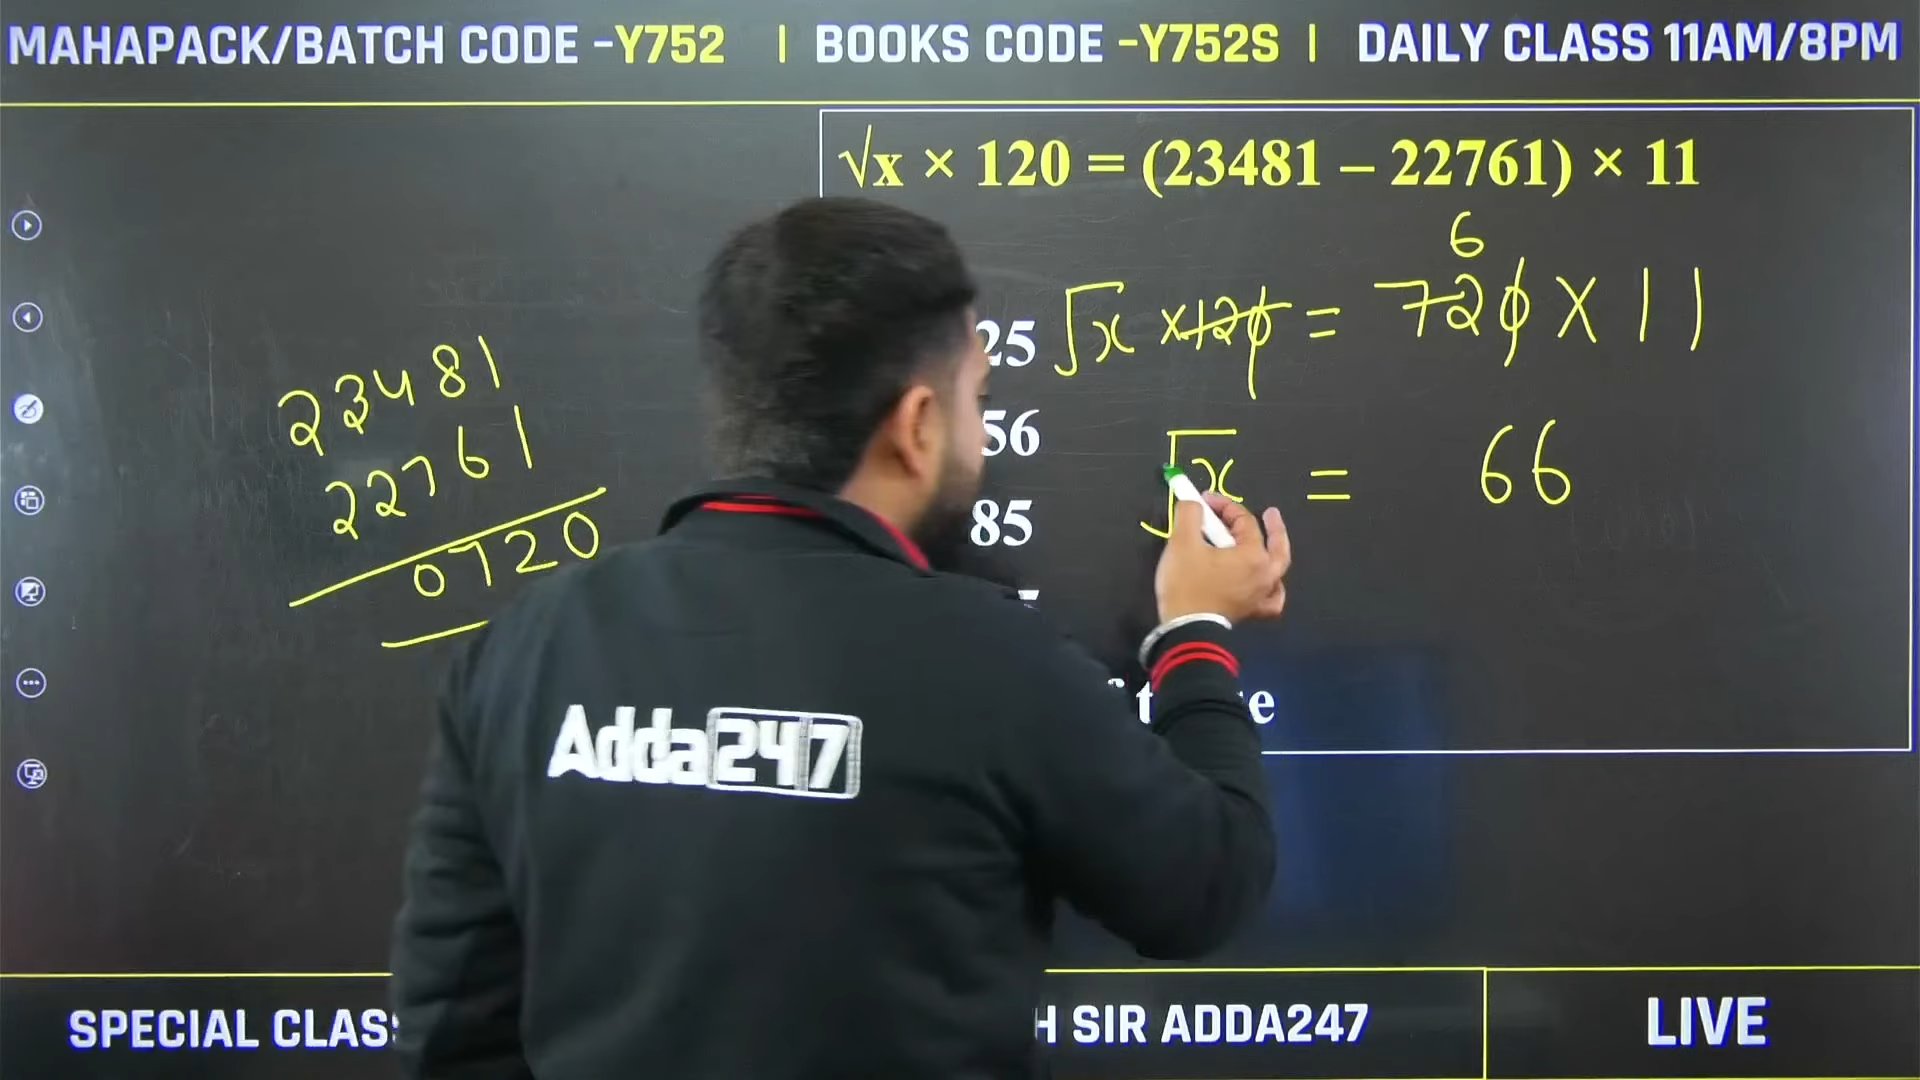 MAHAPACK/BATCH CODE -Y752 | BOOKS CODE -Y752S | DAILY CLASS 11AM/8PM
√x × 120 = (23481 – 22761) × 11
6
√x × 120 = 720 × 11
25
56
85
√x = 66
23481
22761
0720
Adda247
SPECIAL CLAS
H SIR ADDA247
LIVE